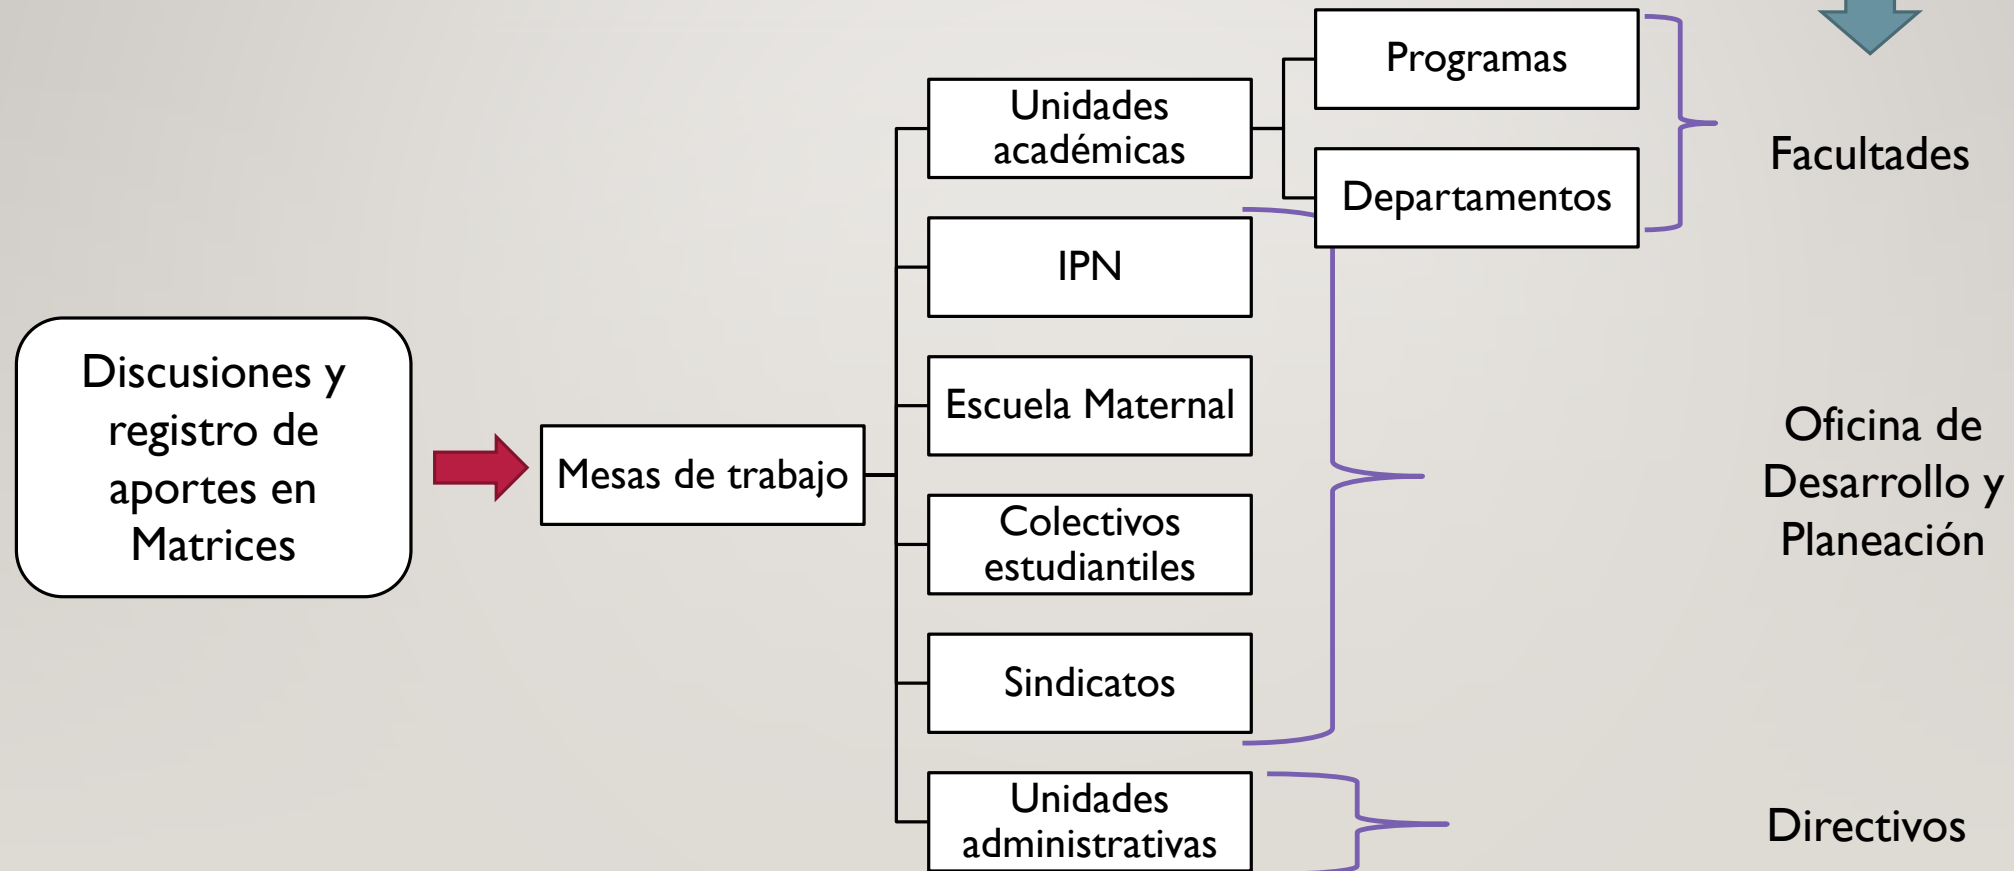 Discusiones y
registro de
aportes en
Matrices
Mesas de trabajo
Unidades
académicas
Programas
Departamentos
Facultades
IPN
Escuela Maternal
Colectivos
estudiantiles
Sindicatos
Oficina de
Desarrollo y
Planeación
Unidades
administrativas
Directivos